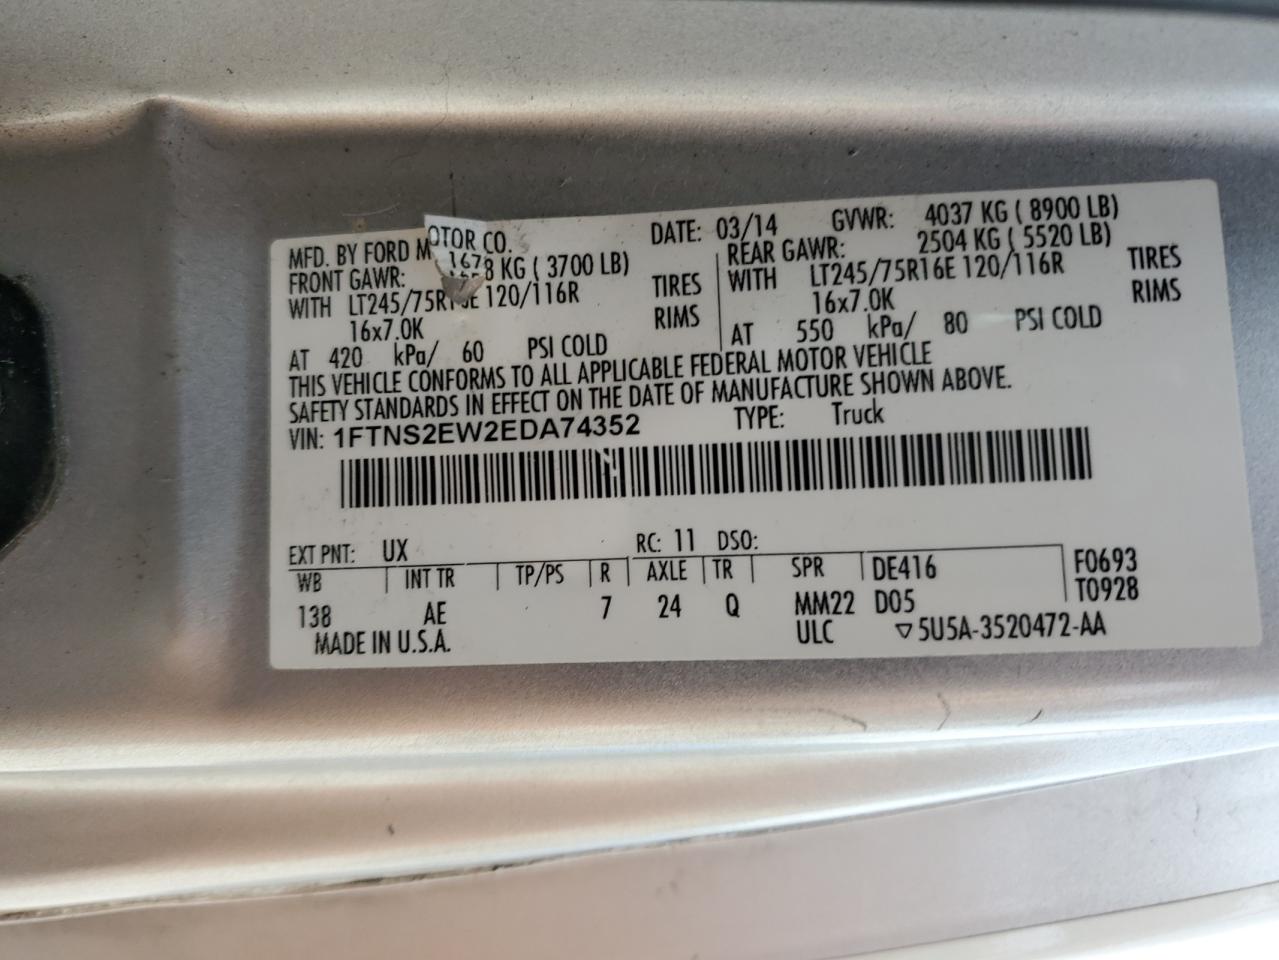 MFD. BY FORD MOTOR CO. DATE: 03/14 GVWR: 4037 KG ( 8900 LB)
FRONT GAWR: 1678 KG ( 3700 LB) REAR GAWR: 2504 KG ( 5520 LB)
WITH LT245/75R16E 120/116R TIRES WITH LT245/75R16E 120/116R TIRES
16x7.0K RIMS 16x7.0K RIMS
AT 420 kPa/ 60 PSI COLD AT 550 kPa/ 80 PSI COLD
THIS VEHICLE CONFORMS TO ALL APPLICABLE FEDERAL MOTOR VEHICLE
SAFETY STANDARDS IN EFFECT ON THE DATE OF MANUFACTURE SHOWN ABOVE.
VIN: 1FTNS2EW2EDA74352 TYPE: Truck
EXT PNT: UX RC: 11 DSO:
WB INT TR TP/PS R AXLE TR SPR DE416 F0693
138 AE 7 24 Q MM22 D05 T0928
MADE IN U.S.A. ULC ▽5U5A-3520472-AA